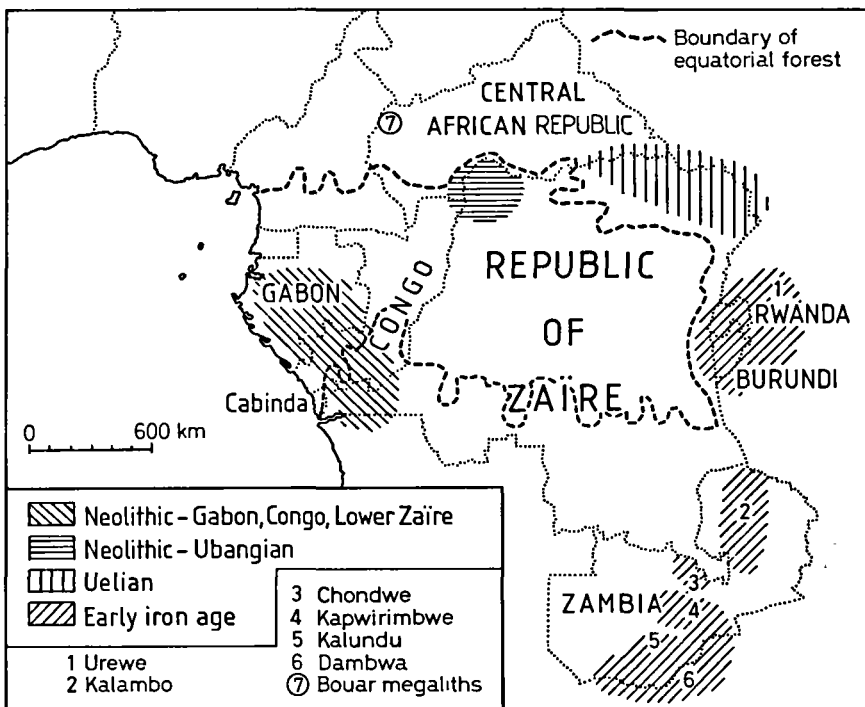 Boundary of
equatorial forest
CENTRAL
AFRICAN REPUBLIC
7
GABON
CONGO
REPUBLIC
OF
ZAIRE
1
RWANDA
BURUNDI
Cabinda
0 600 km
2
3
ZAMBIA
4
5
6
Neolithic – Gabon, Congo, Lower Zaïre
Neolithic – Ubangian
Uelian
Early iron age
1 Urewe
2 Kalambo
3 Chondwe
4 Kapwirimbwe
5 Kalundu
6 Dambwa
7 Bouar megaliths